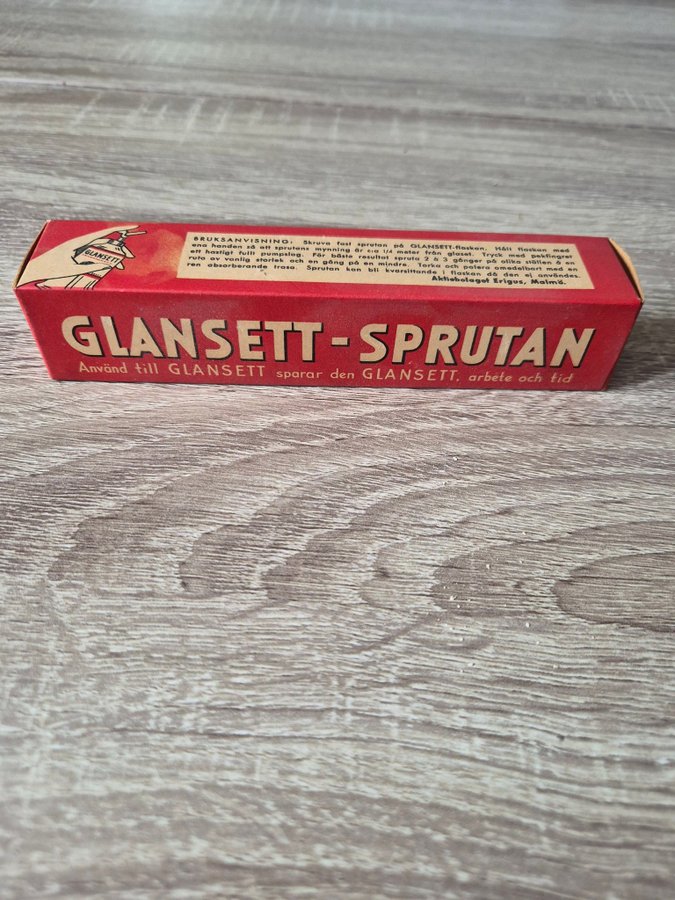 GLANSETT
BRUKSANVISNING: Skruva fast sprutan på GLANSETT-flaskan. Håll flaskan med
ena handen så att sprutans mynning är c:a 1/4 meter från glaset. Tryck med pekfingret
ett hastigt fullt pumpslag. För bästa resultat spruta 2 à 3 gånger på olika ställen å en
ruta av vanlig storlek och en gång på en mindre. Torka och polera omedelbart med en
ren absorberande trasa. Sprutan kan bli kvarsittande i flaskan då den ej användes.
Aktiebolaget Erigus, Malmö.
GLANSETT-SPRUTAN
Använd till GLANSETT sparar den GLANSETT, arbete och tid